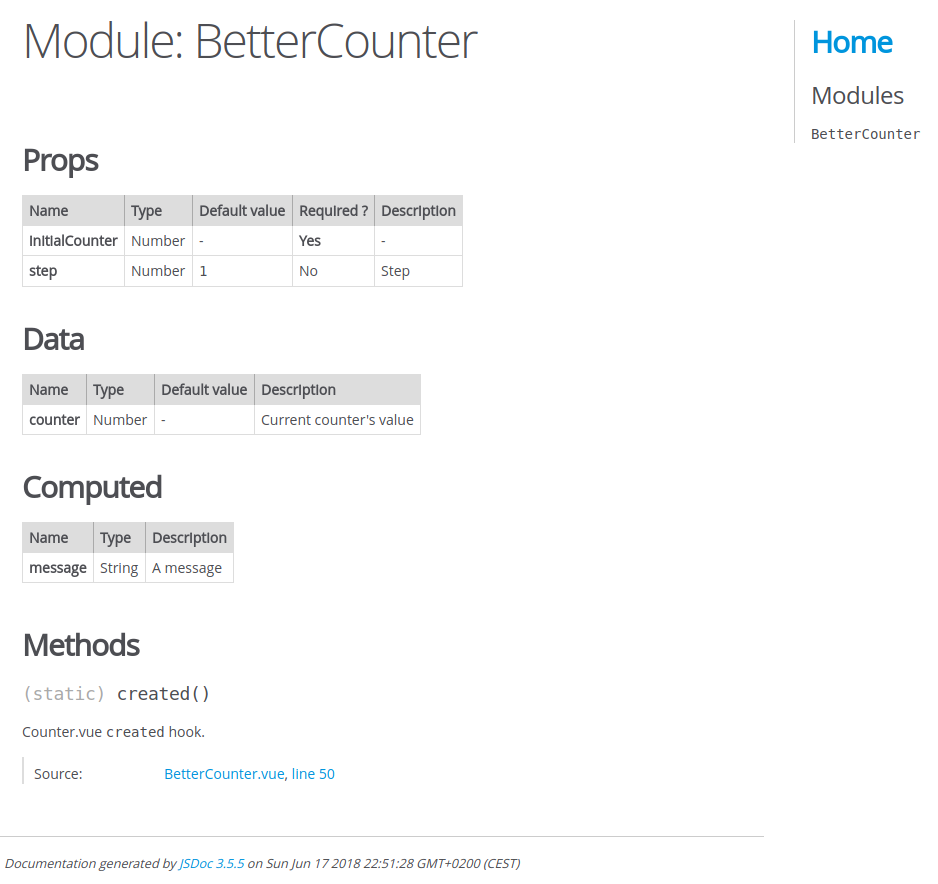 Module: BetterCounter
Props
Name Type Default value Required ? Description
initialCounter Number - Yes -
step Number 1 No Step
Data
Name Type Default value Description
counter Number - Current counter's value
Computed
Name Type Description
message String A message
Methods
(static) created()
Counter.vue created hook.
Source: BetterCounter.vue, line 50
Documentation generated by JSDoc 3.5.5 on Sun Jun 17 2018 22:51:28 GMT+0200 (CEST)
Home
Modules
BetterCounter